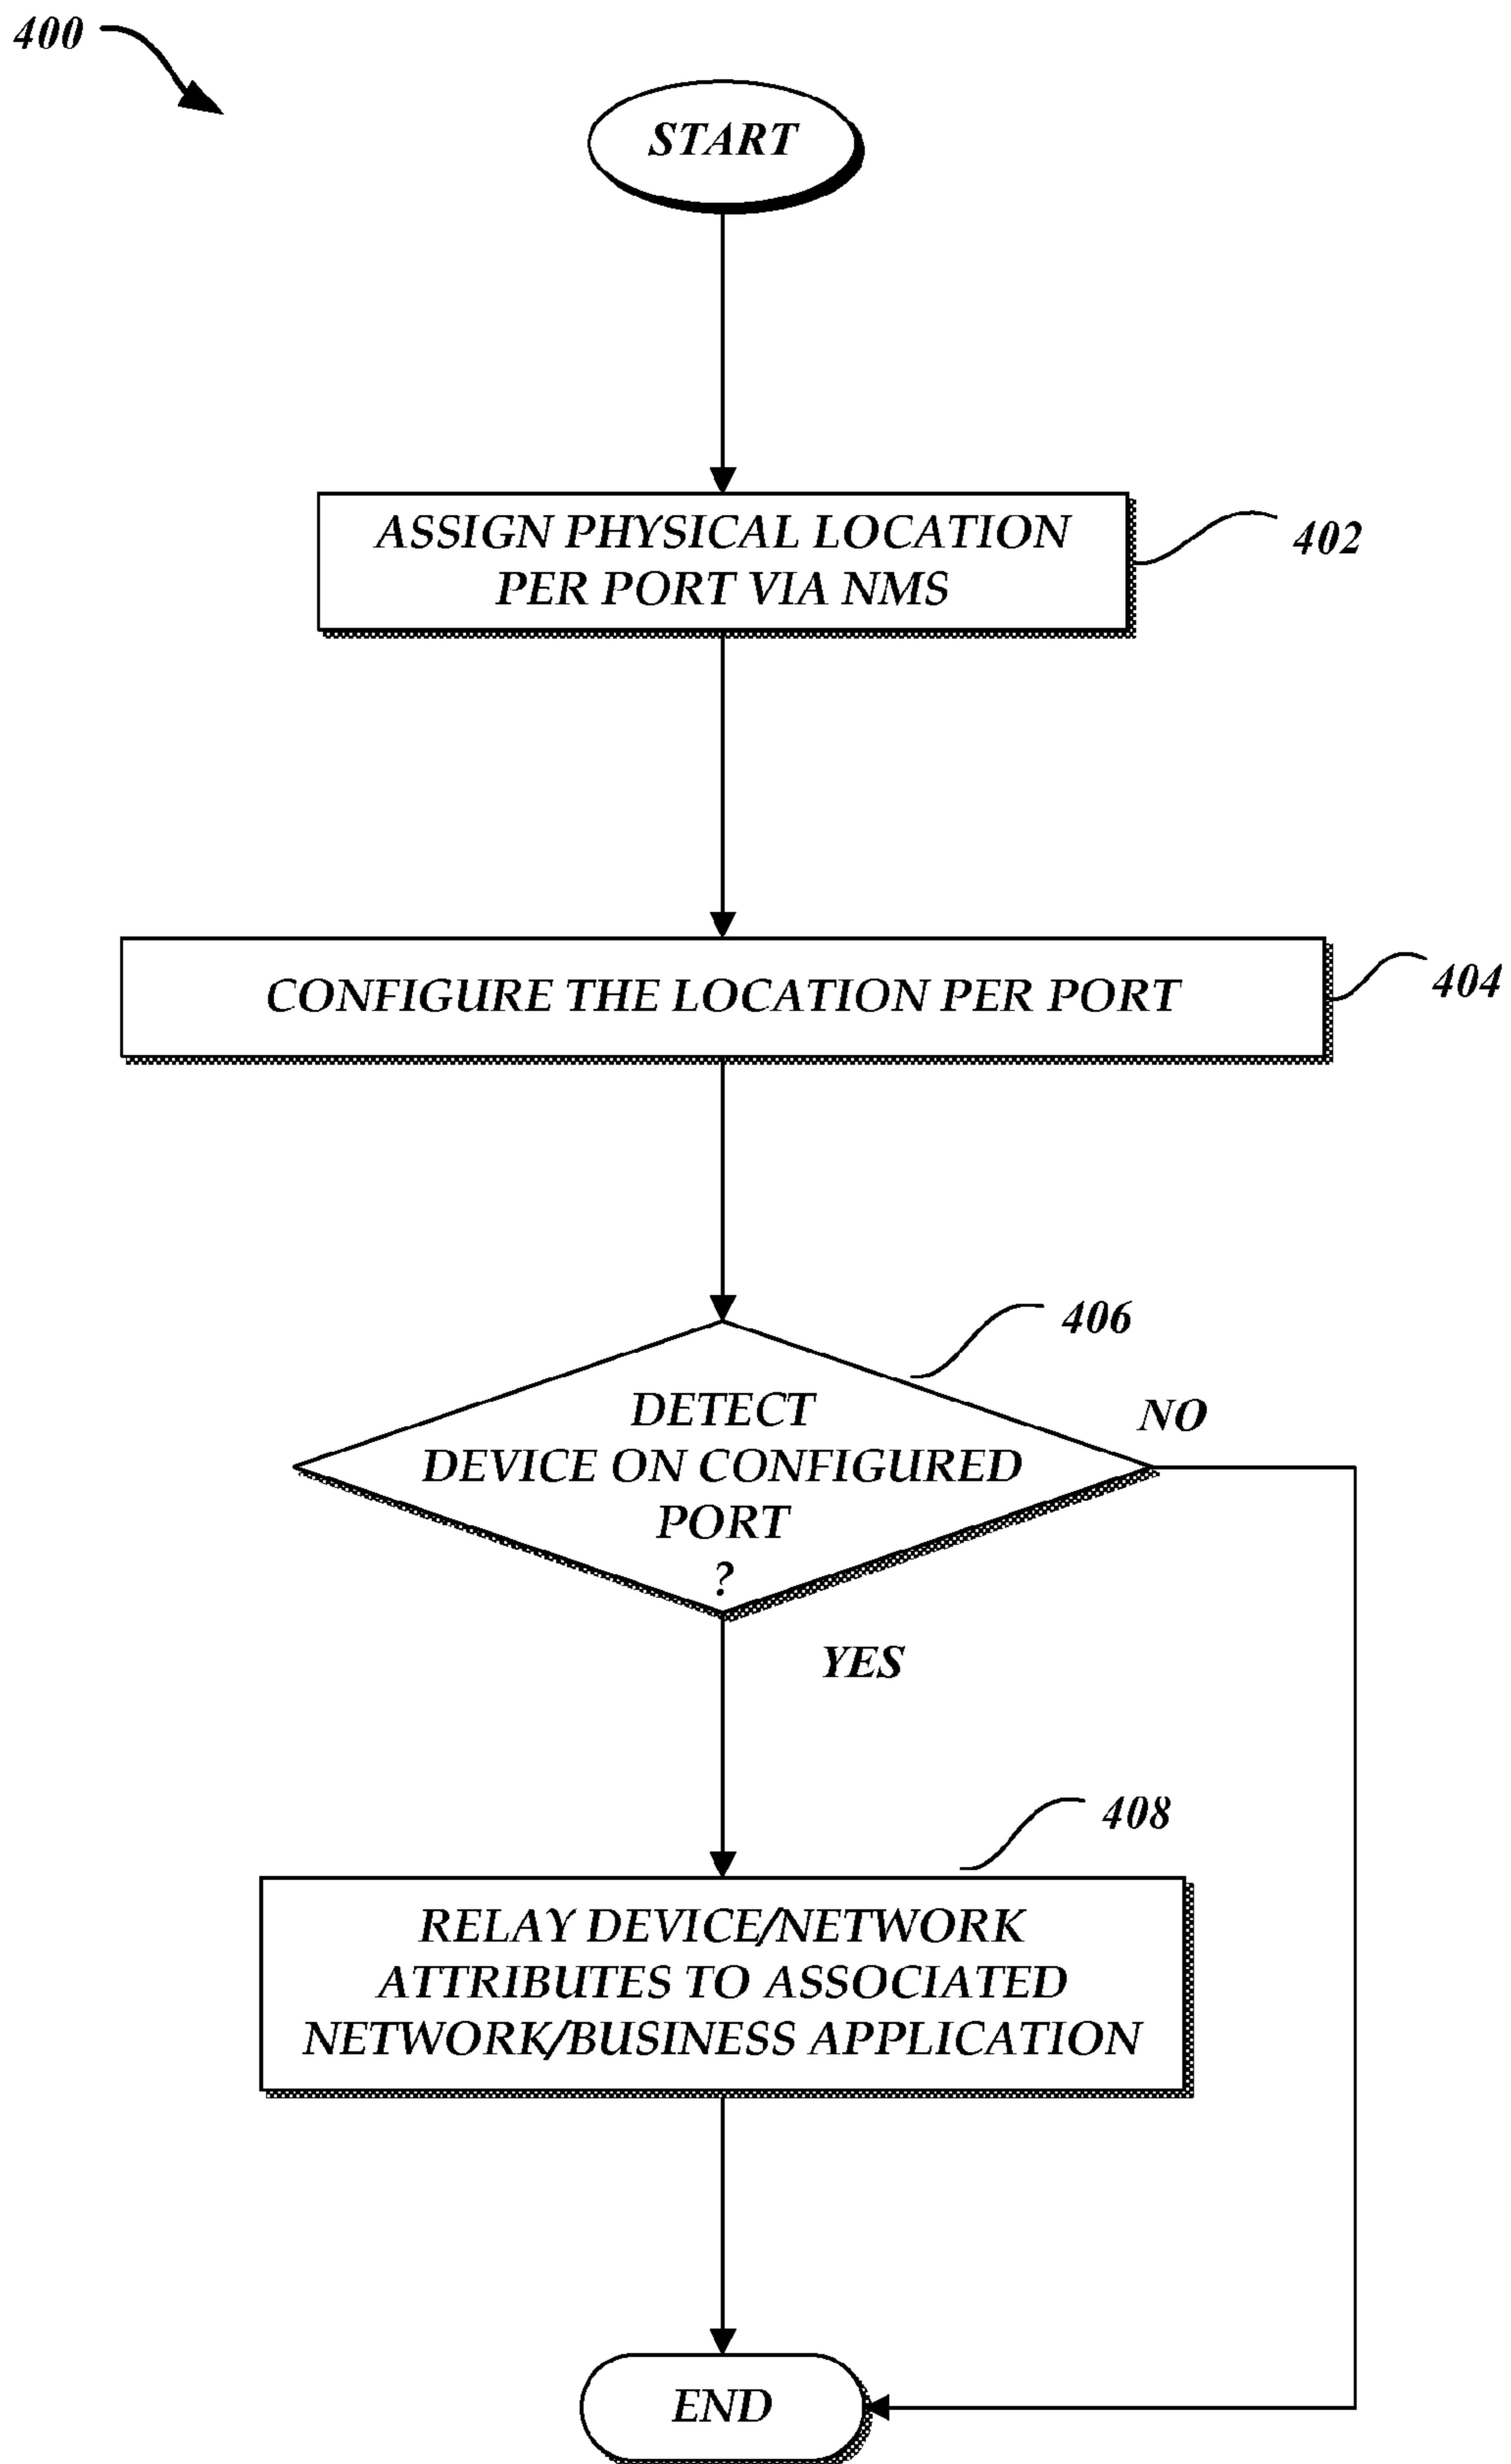 400
START
ASSIGN PHYSICAL LOCATION
PER PORT VIA NMS
402
CONFIGURE THE LOCATION PER PORT
404
406
DETECT
DEVICE ON CONFIGURED
PORT
?
NO
YES
408
RELAY DEVICE/NETWORK
ATTRIBUTES TO ASSOCIATED
NETWORK/BUSINESS APPLICATION
END